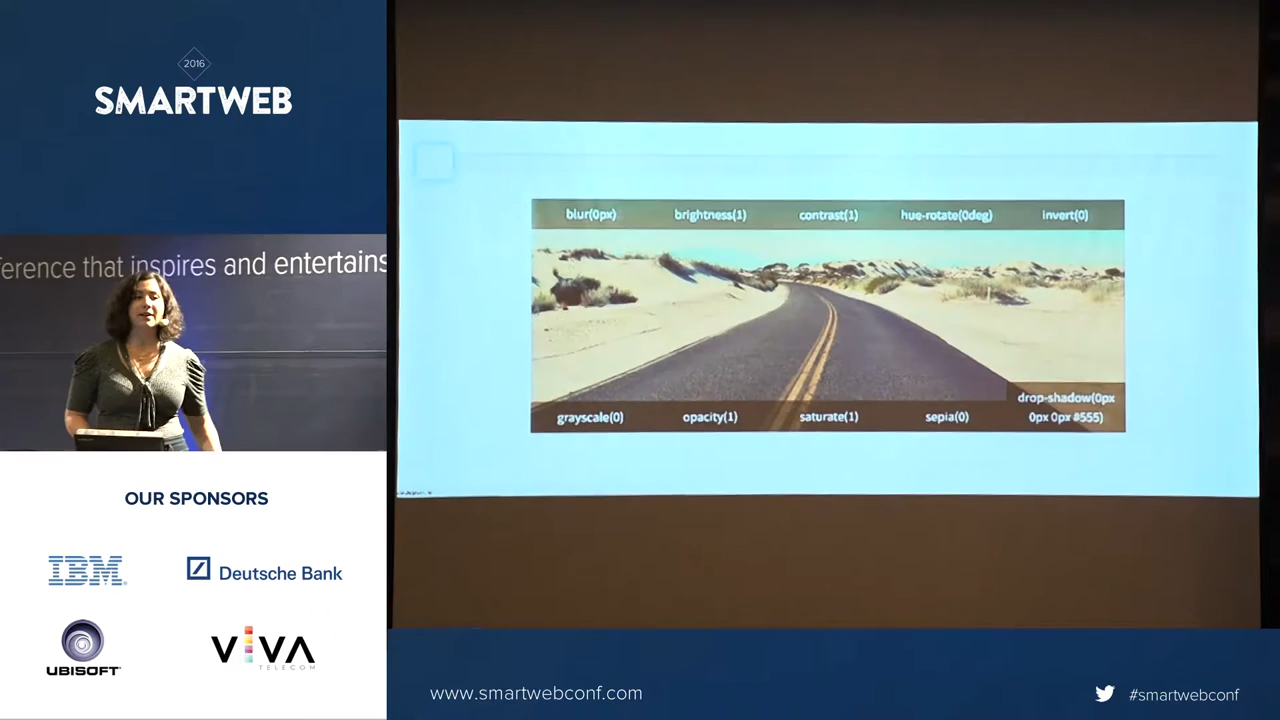 2016
SMARTWEB
ference that inspires and entertains
OUR SPONSORS
IBM
Deutsche Bank
UBISOFT
VIVA
TELECOM
blur(0px) brightness(1) contrast(1) hue-rotate(0deg) invert(0)
grayscale(0) opacity(1) saturate(1) sepia(0) drop-shadow(0px
0px 0px #555)
www.smartwebconf.com
#smartwebconf